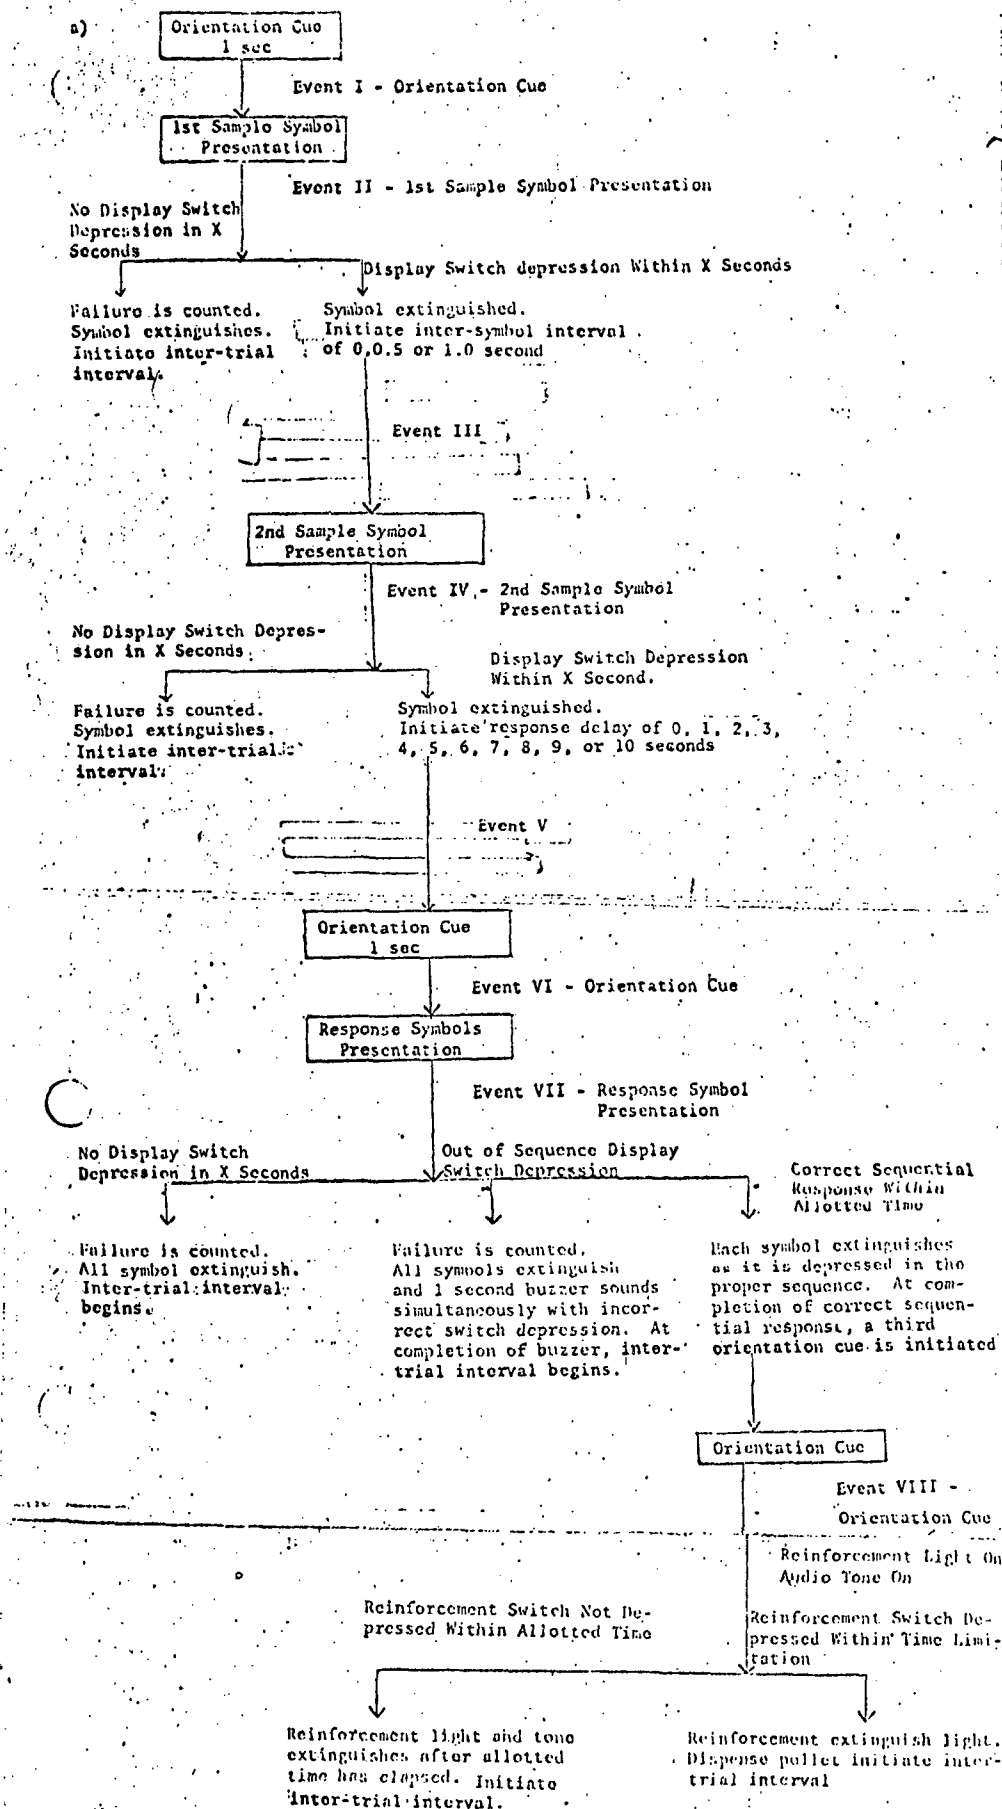 a)
Orientation Cue
1 sec
Event I - Orientation Cue
1st Sample Symbol
Presentation
Event II - 1st Sample Symbol Presentation
No Display Switch
Depression in X
Seconds
Display Switch depression Within X Seconds
Failure is counted.
Symbol extinguishes.
Initiate inter-trial
interval.
Symbol extinguished.
Initiate inter-symbol interval
of 0,0.5 or 1.0 second
Event III
2nd Sample Symbol
Presentation
Event IV - 2nd Sample Symbol
Presentation
No Display Switch Depres-
sion in X Seconds
Display Switch Depression
Within X Second.
Failure is counted.
Symbol extinguishes.
Initiate inter-trial
interval
Symbol extinguished.
Initiate response delay of 0, 1, 2, 3,
4, 5, 6, 7, 8, 9, or 10 seconds
Event V
Orientation Cue
1 sec
Event VI - Orientation Cue
Response Symbols
Presentation
Event VII - Response Symbol
Presentation
No Display Switch
Depression in X Seconds
Out of Sequence Display
Switch Depression
Correct Sequential
Response Within
Allotted Time
Failure is counted.
All symbol extinguish.
Inter-trial interval
begins.
Failure is counted.
All symbols extinguish
and 1 second buzzer sounds
simultaneously with incor-
rect switch depression. At
completion of buzzer, inter-
trial interval begins.
Each symbol extinguishes
as it is depressed in the
proper sequence. At com-
pletion of correct sequen-
tial response, a third
orientation cue is initiated
Orientation Cue
Event VIII -
Orientation Cue
Reinforcement Light On
Audio Tone On
Reinforcement Switch Not De-
pressed Within Allotted Time
Reinforcement Switch De-
pressed Within Time Limi-
tation
Reinforcement light and tone
extinguishes after allotted
time has elapsed. Initiate
inter-trial interval.
Reinforcement extinguish light.
Dispense pellet initiate inter-
trial interval